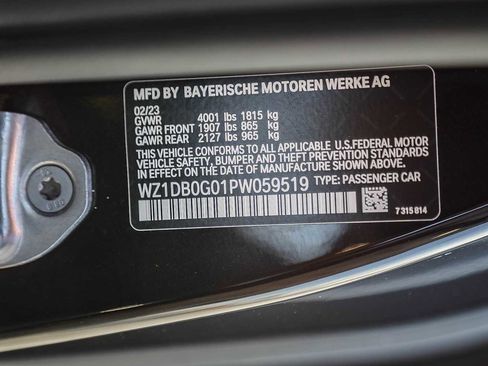 MFD BY BAYERISCHE MOTOREN WERKE AG
02/23
GVWR 4001 lbs 1815 kg
GAWR FRONT 1907 lbs 865 kg
GAWR REAR 2127 lbs 965 kg
THIS VEHICLE CONFORMS TO ALL APPLICABLE U.S.FEDERAL MOTOR
VEHICLE SAFETY, BUMPER AND THEFT PREVENTION STANDARDS IN
EFFECT ON THE DATE OF MANUFACTURE SHOWN ABOVE.
WZ1DB0G01PW059519 TYPE: PASSENGER CAR
7315814